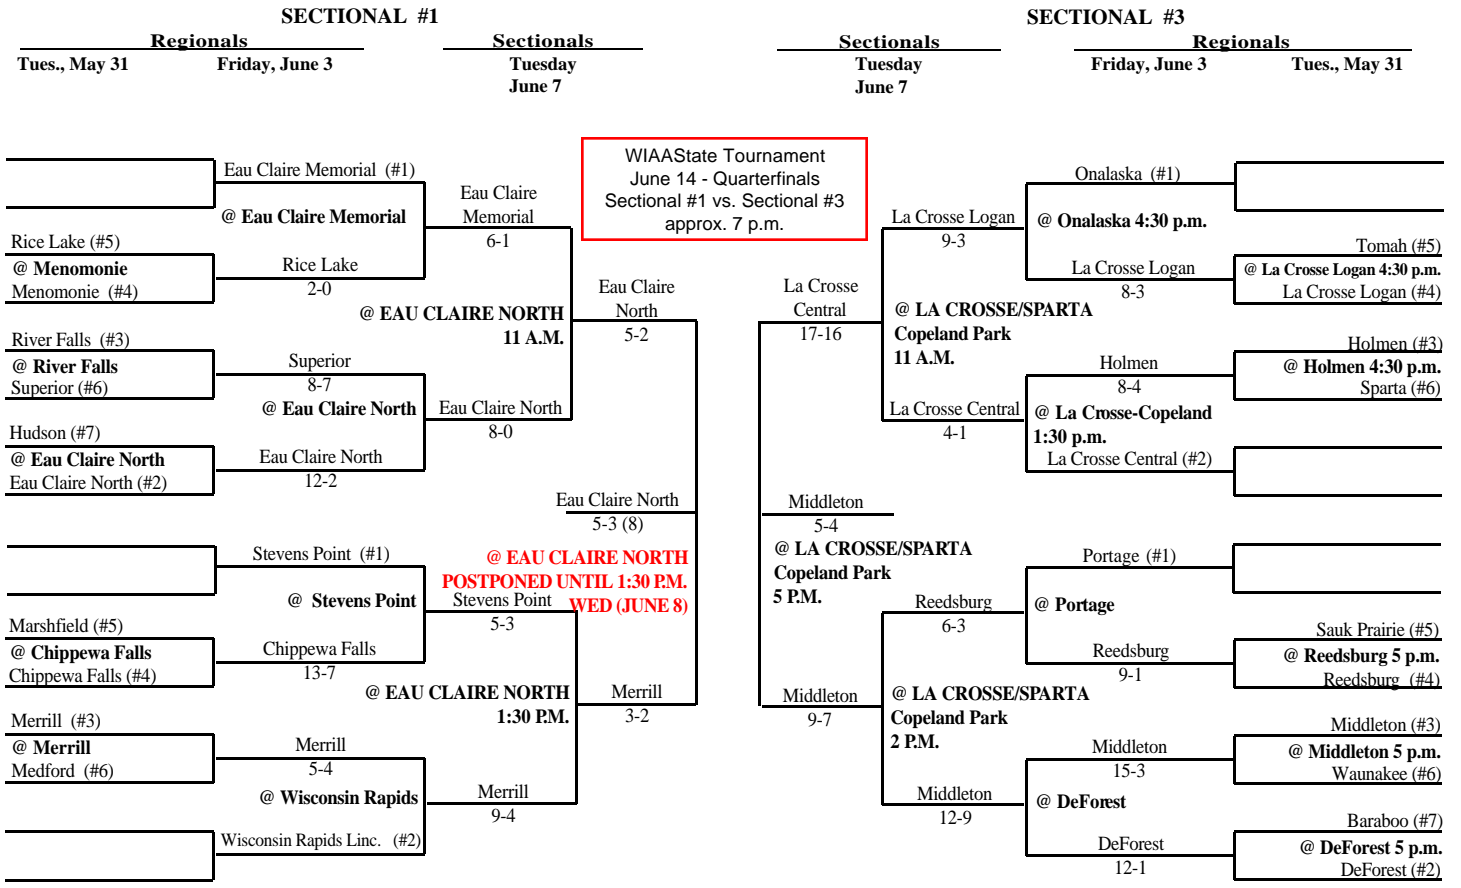 SECTIONAL #1
SECTIONAL #3
Regionals
Sectionals
Sectionals
Regionals
Tues., May 31
Friday, June 3
Tuesday
June 7
Tuesday
June 7
Friday, June 3
Tues., May 31
WIAAState Tournament
June 14 - Quarterfinals
Sectional #1 vs. Sectional #3
approx. 7 p.m.
Eau Claire Memorial (#1)
@ Eau Claire Memorial
Rice Lake (#5)
@ Menomonie
Menomonie (#4)
Rice Lake
2-0
Eau Claire
Memorial
6-1
@ EAU CLAIRE NORTH
11 A.M.
River Falls (#3)
@ River Falls
Superior (#6)
Superior
8-7
@ Eau Claire North
Eau Claire North
8-0
Hudson (#7)
@ Eau Claire North
Eau Claire North (#2)
Eau Claire North
12-2
Eau Claire
North
5-2
Eau Claire North
5-3 (8)
@ EAU CLAIRE NORTH
POSTPONED UNTIL 1:30 P.M.
WED (JUNE 8)
Stevens Point (#1)
@ Stevens Point
Stevens Point
5-3
Marshfield (#5)
@ Chippewa Falls
Chippewa Falls (#4)
Chippewa Falls
13-7
@ EAU CLAIRE NORTH
1:30 P.M.
Merrill
3-2
Merrill (#3)
@ Merrill
Medford (#6)
Merrill
5-4
@ Wisconsin Rapids
Merrill
9-4
Wisconsin Rapids Linc. (#2)
Onalaska (#1)
@ Onalaska 4:30 p.m.
La Crosse Logan
9-3
Tomah (#5)
@ La Crosse Logan 4:30 p.m.
La Crosse Logan (#4)
La Crosse Logan
8-3
La Crosse
Central
17-16
@ LA CROSSE/SPARTA
Copeland Park
11 A.M.
Holmen (#3)
@ Holmen 4:30 p.m.
Sparta (#6)
Holmen
8-4
La Crosse Central
4-1
@ La Crosse-Copeland
1:30 p.m.
La Crosse Central (#2)
Middleton
5-4
@ LA CROSSE/SPARTA
Copeland Park
5 P.M.
Portage (#1)
@ Portage
Reedsburg
6-3
Sauk Prairie (#5)
@ Reedsburg 5 p.m.
Reedsburg (#4)
Reedsburg
9-1
Middleton
9-7
@ LA CROSSE/SPARTA
Copeland Park
2 P.M.
Middleton (#3)
@ Middleton 5 p.m.
Waunakee (#6)
Middleton
15-3
Middleton
12-9
@ DeForest
Baraboo (#7)
@ DeForest 5 p.m.
DeForest (#2)
DeForest
12-1